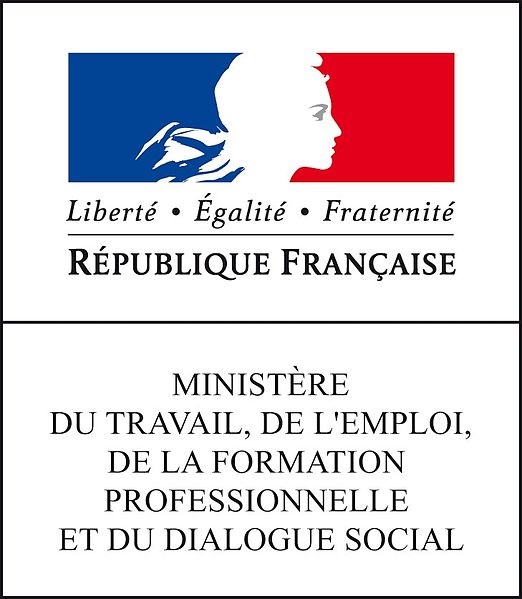 Liberté • Égalité • Fraternité
RÉPUBLIQUE FRANÇAISE
MINISTÈRE
DU TRAVAIL, DE L'EMPLOI,
DE LA FORMATION
PROFESSIONNELLE
ET DU DIALOGUE SOCIAL